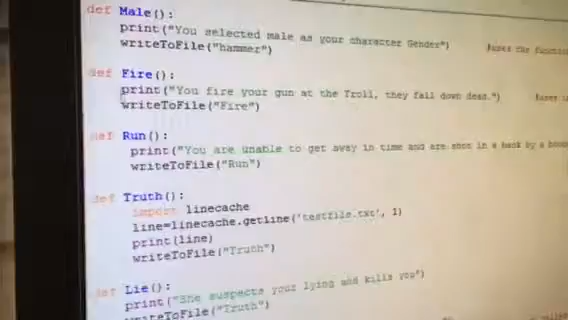 def Male():
print("You selected male as your character Gender") #uses the
writeToFile("hammer")
def Fire():
print("You fire your gun at the Troll, they fall down dead.") #uses
writeToFile("Fire")
def Run():
print("You are unable to get away in time and are shot in a back by a
writeToFile("Run")
def Truth():
import linecache
line=linecache.getline('testfile.txt', 1)
print(line)
writeToFile("Truth")
def Lie():
print("She suspects your lying and kills you")
writeToFile("Truth")